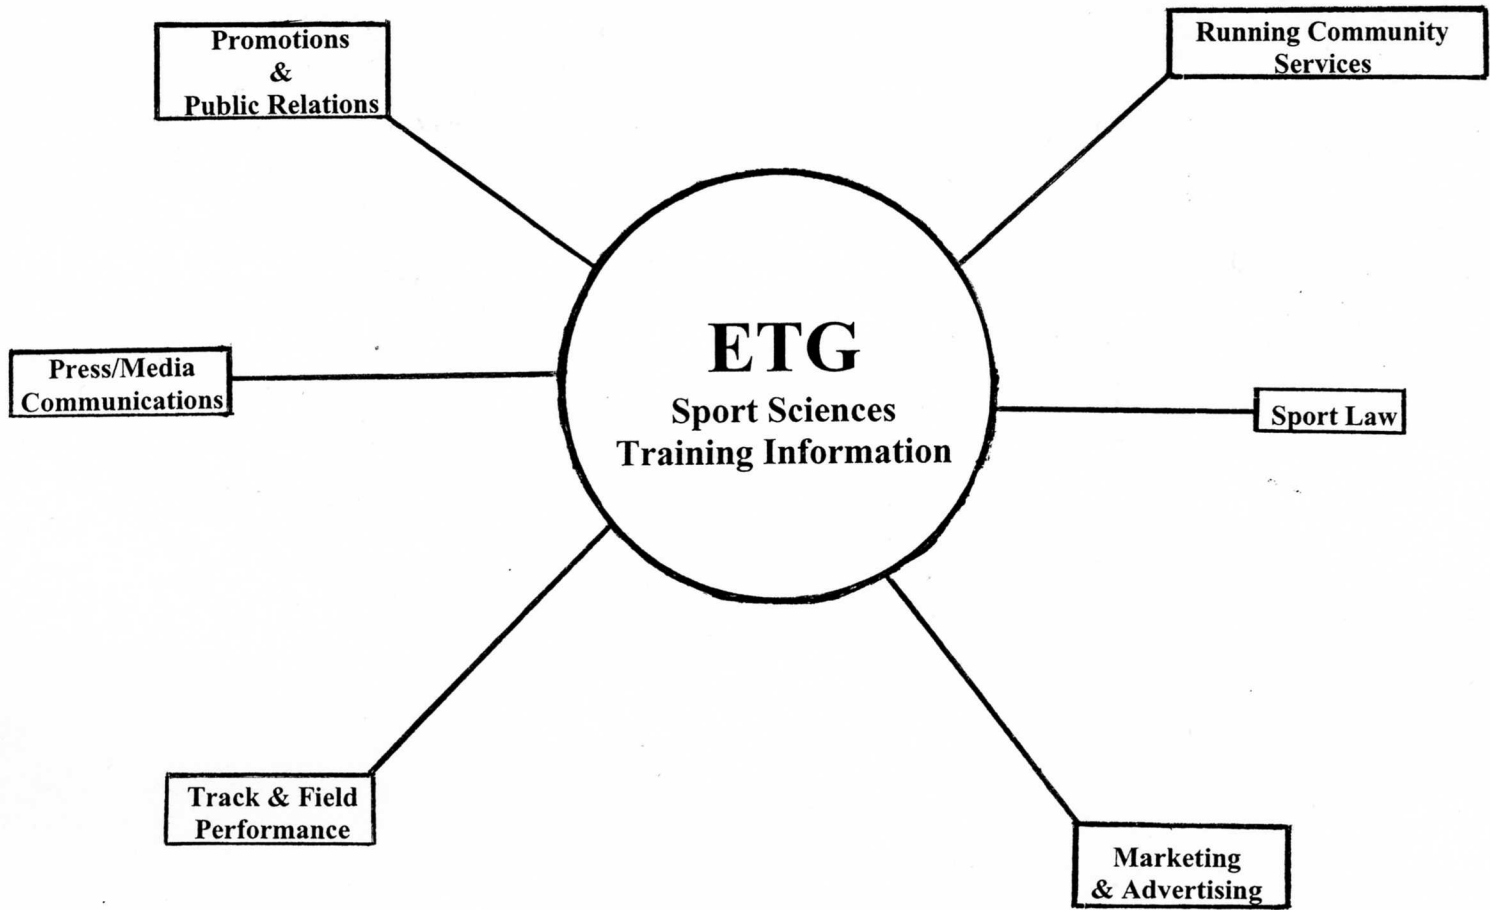 Promotions
&
Public Relations
Running Community
Services
ETG
Sport Sciences
Training Information
Press/Media
Communications
Sport Law
Track & Field
Performance
Marketing
& Advertising